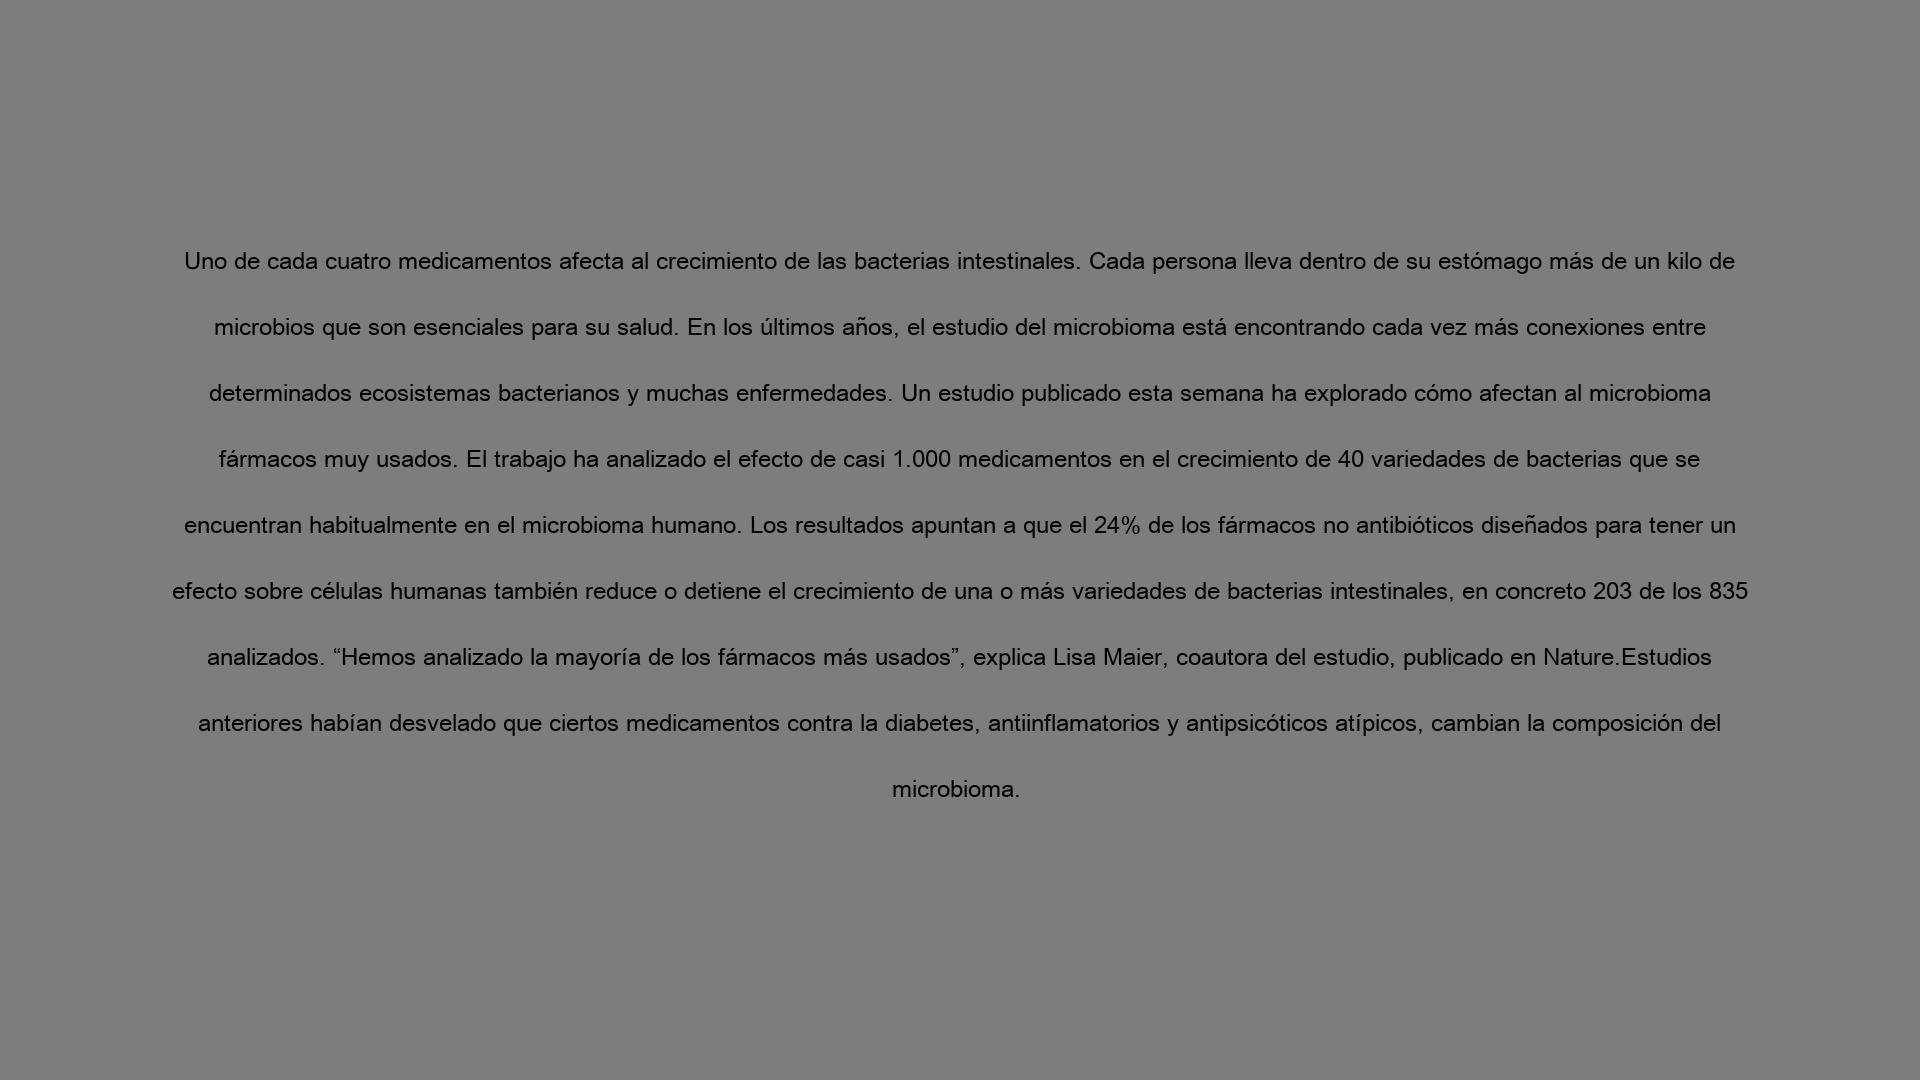 Uno de cada cuatro medicamentos afecta al crecimiento de las bacterias intestinales. Cada persona lleva dentro de su estómago más de un kilo de
microbios que son esenciales para su salud. En los últimos años, el estudio del microbioma está encontrando cada vez más conexiones entre
determinados ecosistemas bacterianos y muchas enfermedades. Un estudio publicado esta semana ha explorado cómo afectan al microbioma
fármacos muy usados. El trabajo ha analizado el efecto de casi 1.000 medicamentos en el crecimiento de 40 variedades de bacterias que se
encuentran habitualmente en el microbioma humano. Los resultados apuntan a que el 24% de los fármacos no antibióticos diseñados para tener un
efecto sobre células humanas también reduce o detiene el crecimiento de una o más variedades de bacterias intestinales, en concreto 203 de los 835
analizados. “Hemos analizado la mayoría de los fármacos más usados”, explica Lisa Maier, coautora del estudio, publicado en Nature.Estudios
anteriores habían desvelado que ciertos medicamentos contra la diabetes, antiinflamatorios y antipsicóticos atípicos, cambian la composición del
microbioma.